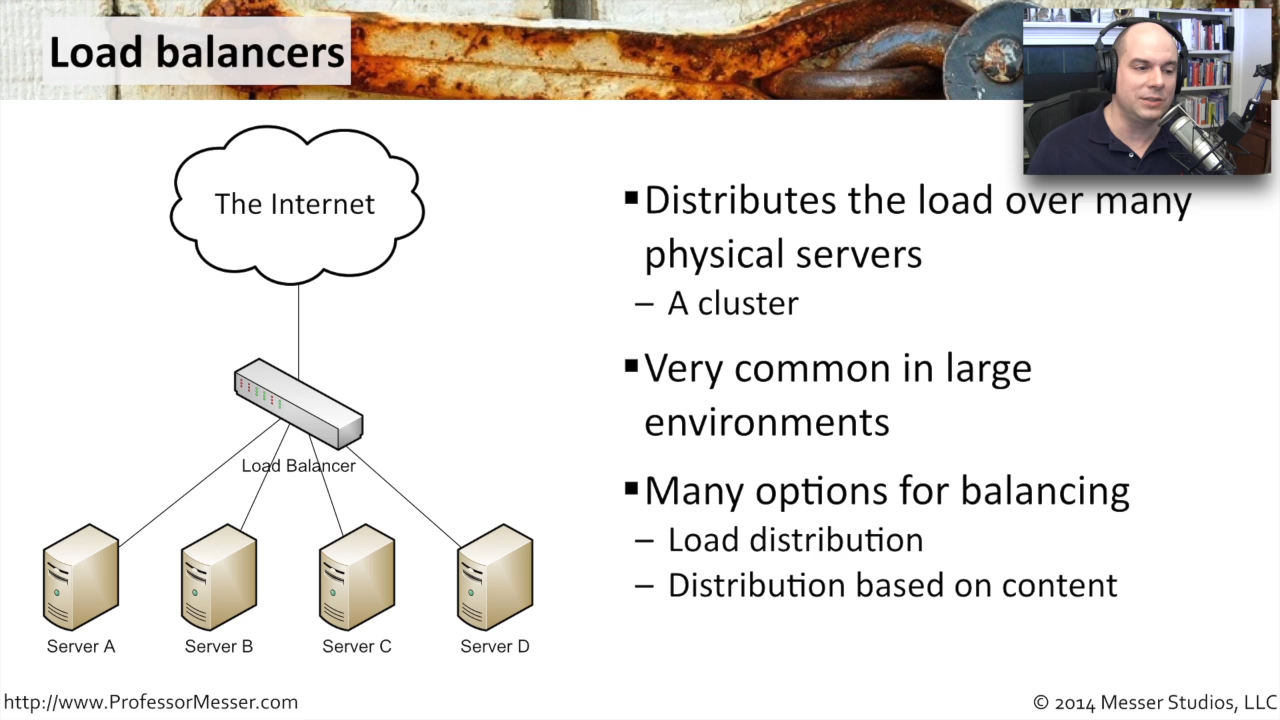 Load balancers
The Internet
Load Balancer
Server A
Server B
Server C
Server D
▪Distributes the load over many
physical servers
– A cluster
▪Very common in large
environments
▪Many options for balancing
– Load distribution
– Distribution based on content
http://www.ProfessorMesser.com
© 2014 Messer Studios, LLC